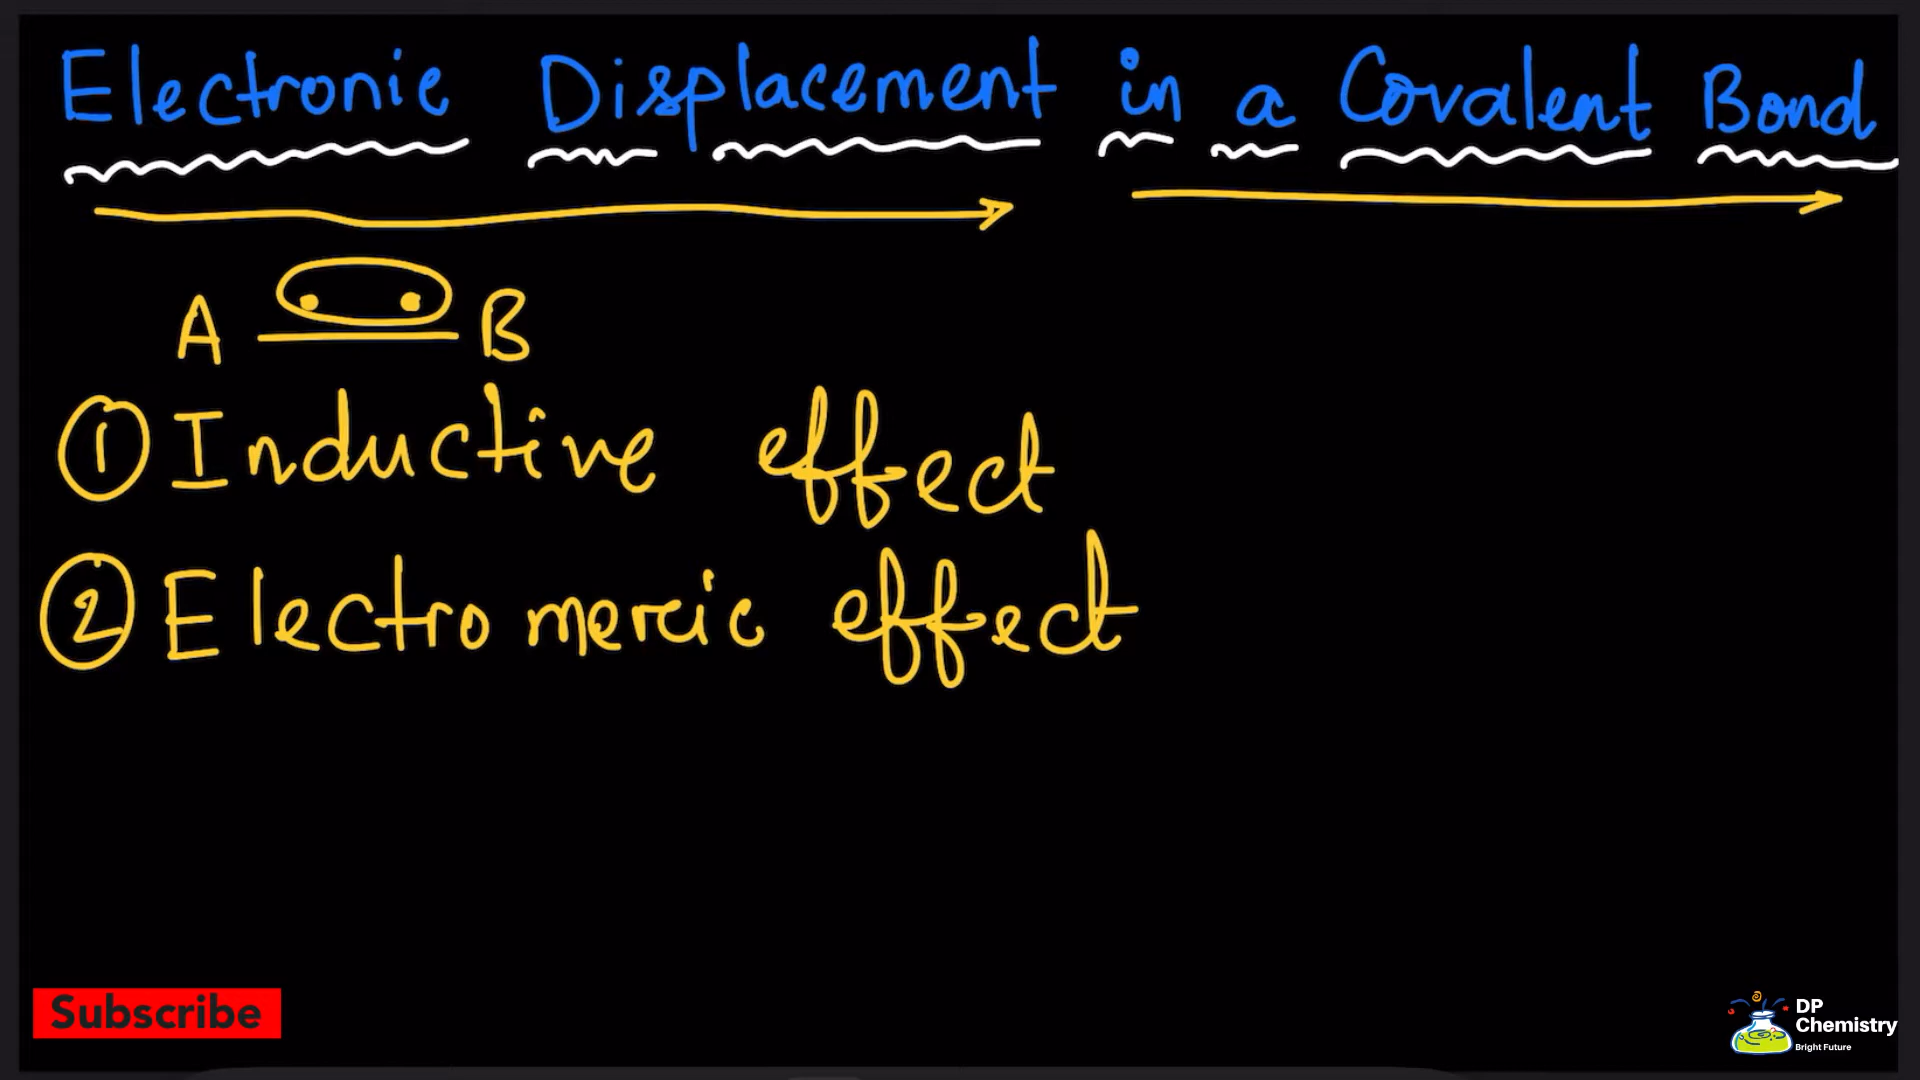 Electronic Displacement in a Covalent Bond
A B
① Inductive effect
② Electromeric effect
Subscribe
DP
Chemistry
Bright Future